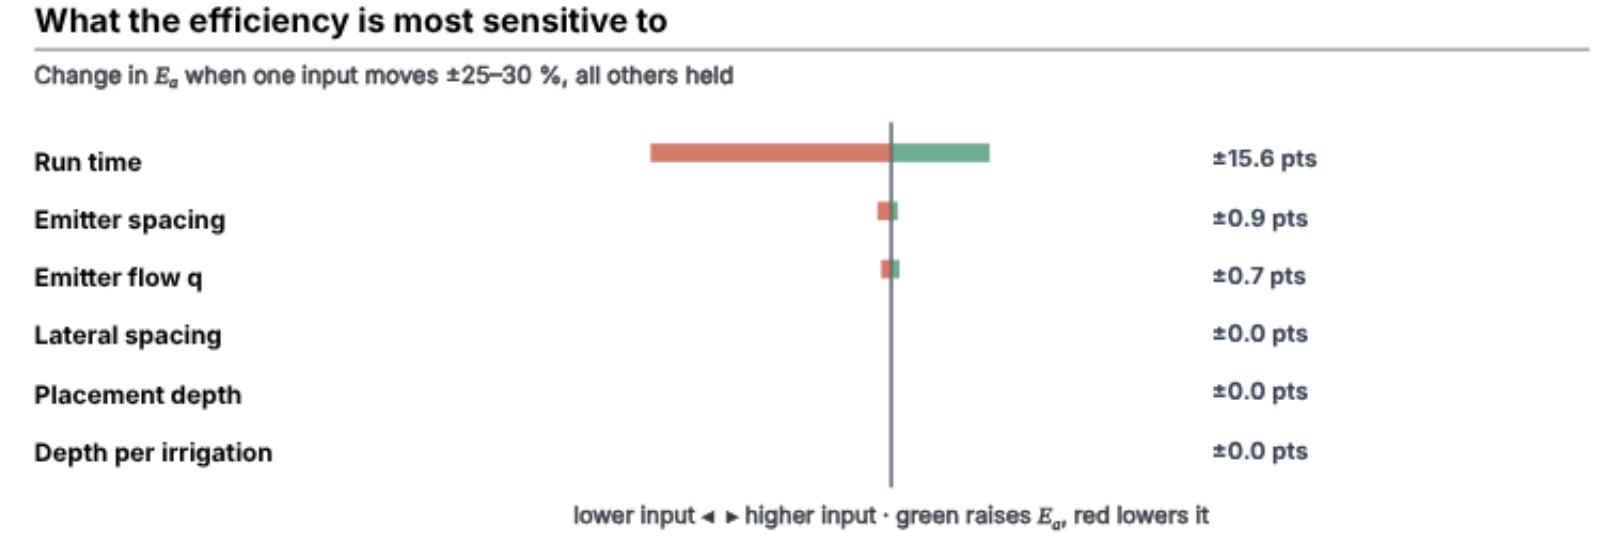 What the efficiency is most sensitive to
Change in Eₐ when one input moves ±25–30 %, all others held
Run time ±15.6 pts
Emitter spacing ±0.9 pts
Emitter flow q ±0.7 pts
Lateral spacing ±0.0 pts
Placement depth ±0.0 pts
Depth per irrigation ±0.0 pts
lower input ◂ ▸ higher input · green raises Eₐ, red lowers it